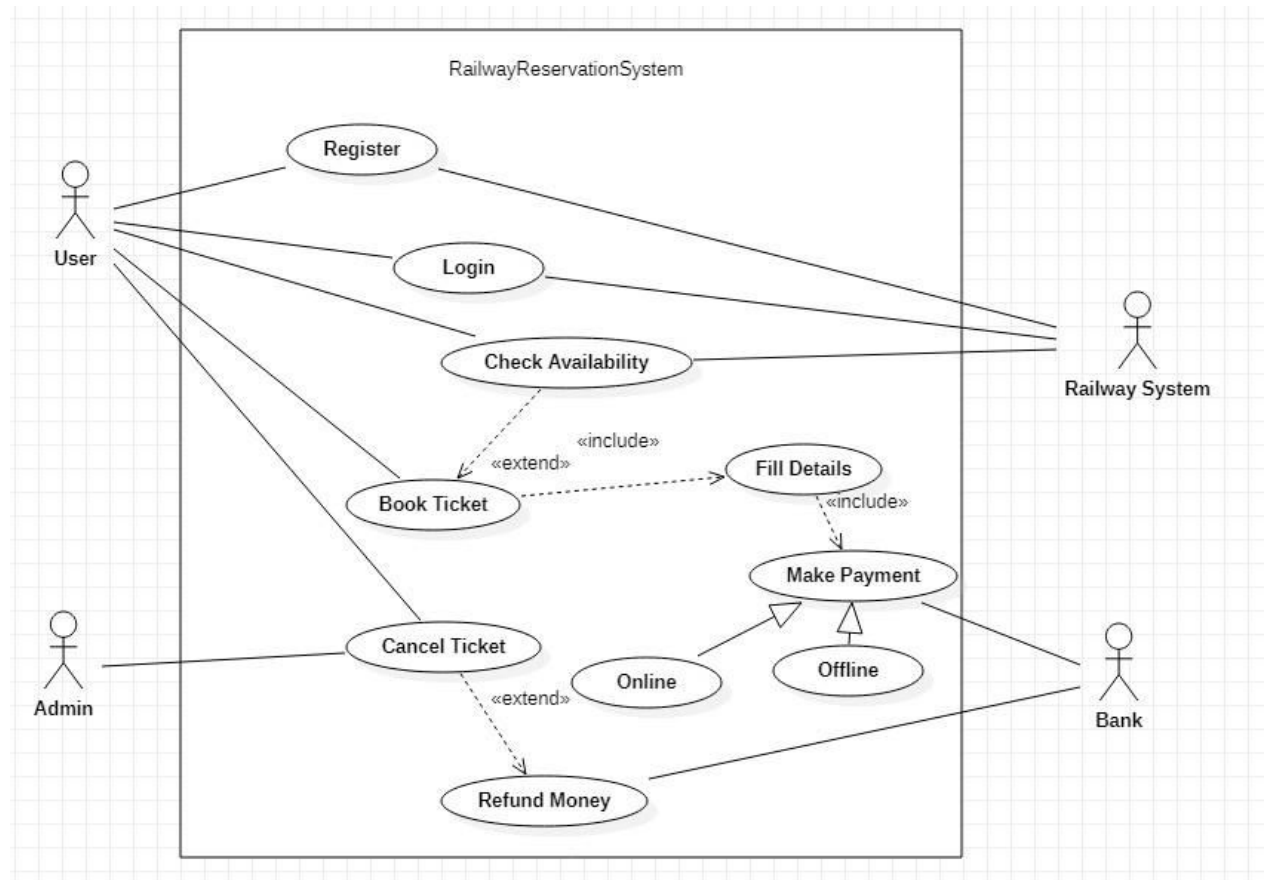 RailwayReservationSystem
Register
User
Login
Check Availability
Railway System
«include»
«extend»
Fill Details
Book Ticket
«include»
Make Payment
Cancel Ticket
Online
Offline
Admin
«extend»
Bank
Refund Money